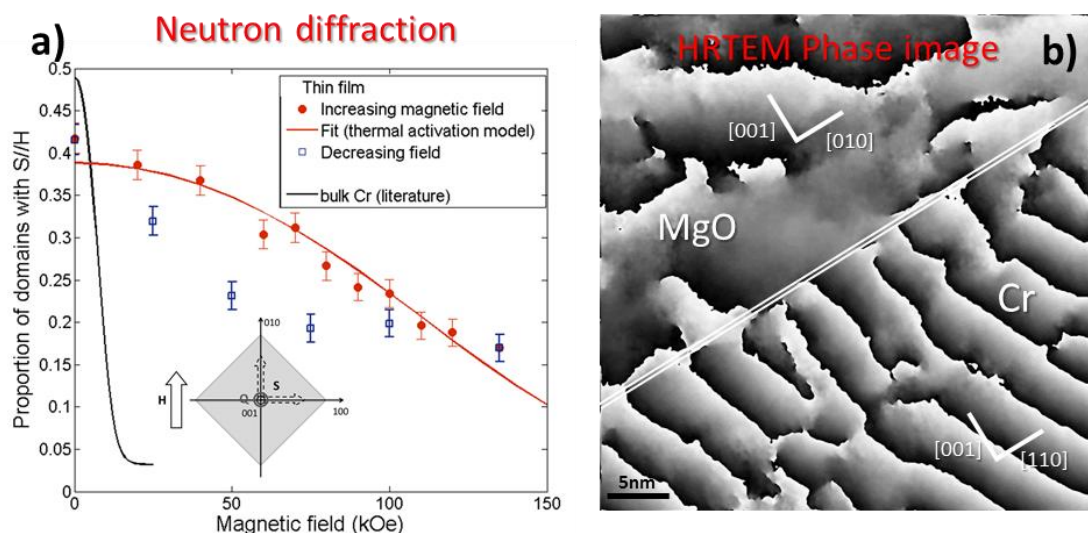 Neutron diffraction
a)
0.5
0.45
0.4
0.35
0.3
0.25
0.2
0.15
0.1
0.05
0
Proportion of domains with S//H
Thin film
Increasing magnetic field
Fit (thermal activation model)
Decreasing field
bulk Cr (literature)
010
H
S
Q
001
100
0
50
100
150
Magnetic field (kOe)
HRTEM Phase image
b)
[001]
[010]
MgO
Cr
[001]
[110]
5nm